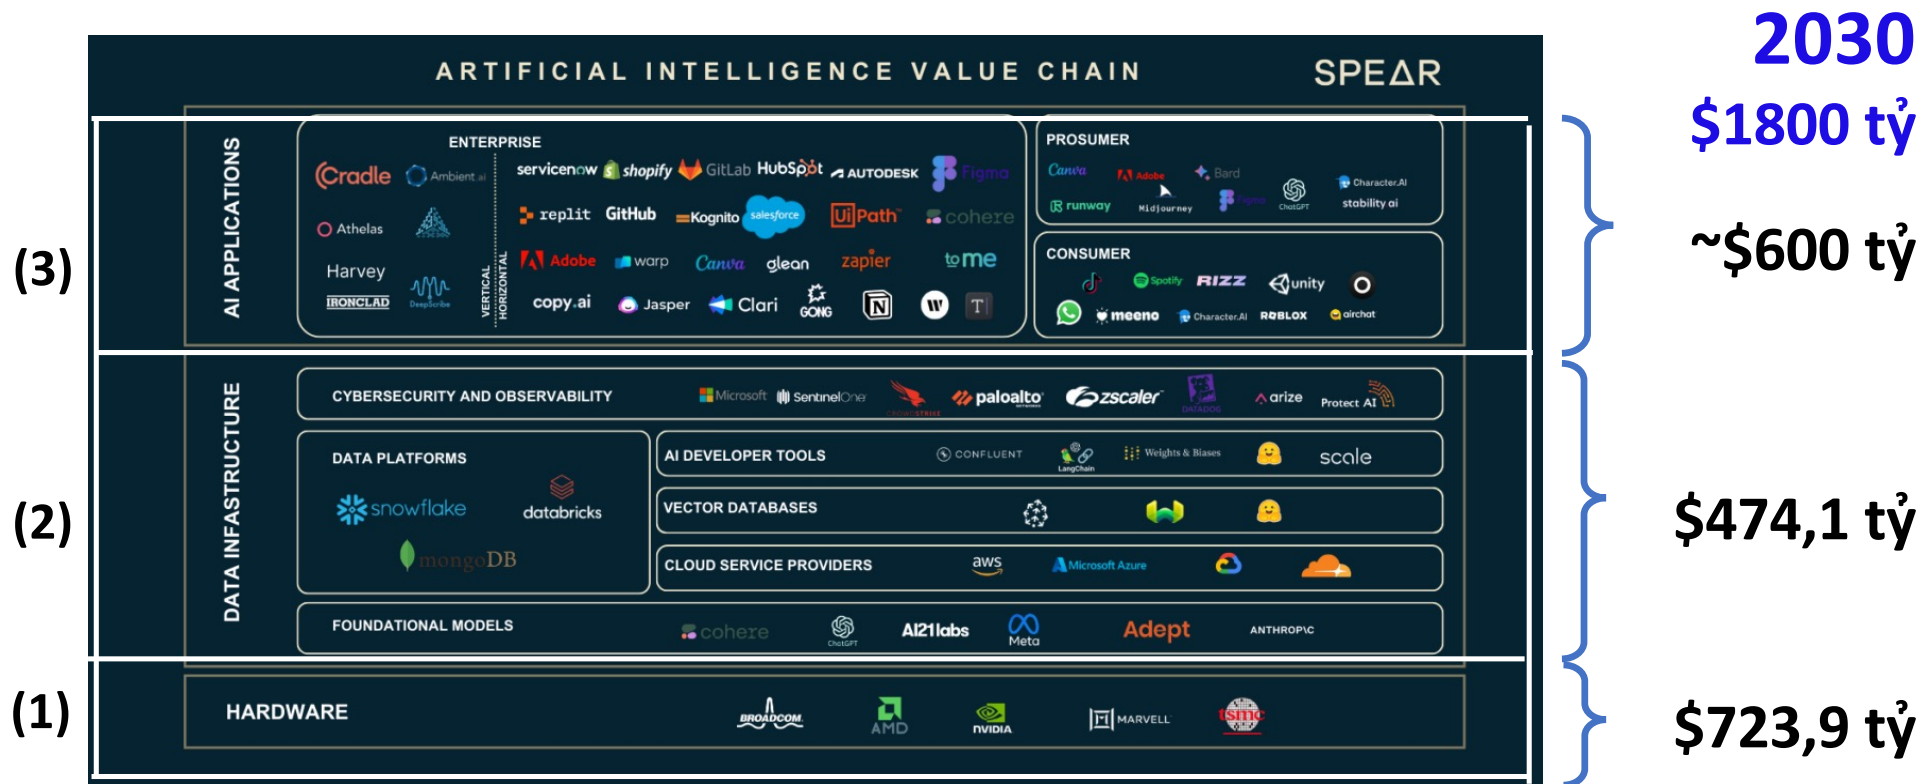 2030
$1800 tỷ
ARTIFICIAL INTELLIGENCE VALUE CHAIN
SPEΔR
(3)
AI APPLICATIONS
ENTERPRISE
Cradle
Ambient.ai
Athelas
Harvey
IRONCLAD
DeepScribe
VERTICAL
HORIZONTAL
servicenow shopify GitLab HubSpot AUTODESK Figma
replit GitHub Kognito salesforce UiPath cohere
Adobe warp Canva glean zapier tome
copy.ai Jasper Clari GONG N W T
PROSUMER
Canva Adobe Bard
runway Midjourney Figma ChatGPT Character.AI
stability ai
CONSUMER
Spotify RIZZ unity
meeno Character.AI ROBLOX airchat
~$600 tỷ
(2)
DATA INFASTRUCTURE
CYBERSECURITY AND OBSERVABILITY
Microsoft SentinelOne CROWDSTRIKE paloalto NETWORKS zscaler DATADOG arize Protect AI
DATA PLATFORMS
snowflake
databricks
mongoDB
AI DEVELOPER TOOLS
CONFLUENT LangChain Weights & Biases scale
VECTOR DATABASES
CLOUD SERVICE PROVIDERS
aws Microsoft Azure
FOUNDATIONAL MODELS
cohere ChatGPT AI21labs Meta Adept ANTHROP\C
$474,1 tỷ
(1)
HARDWARE
BROADCOM AMD NVIDIA MARVELL tsmc
$723,9 tỷ